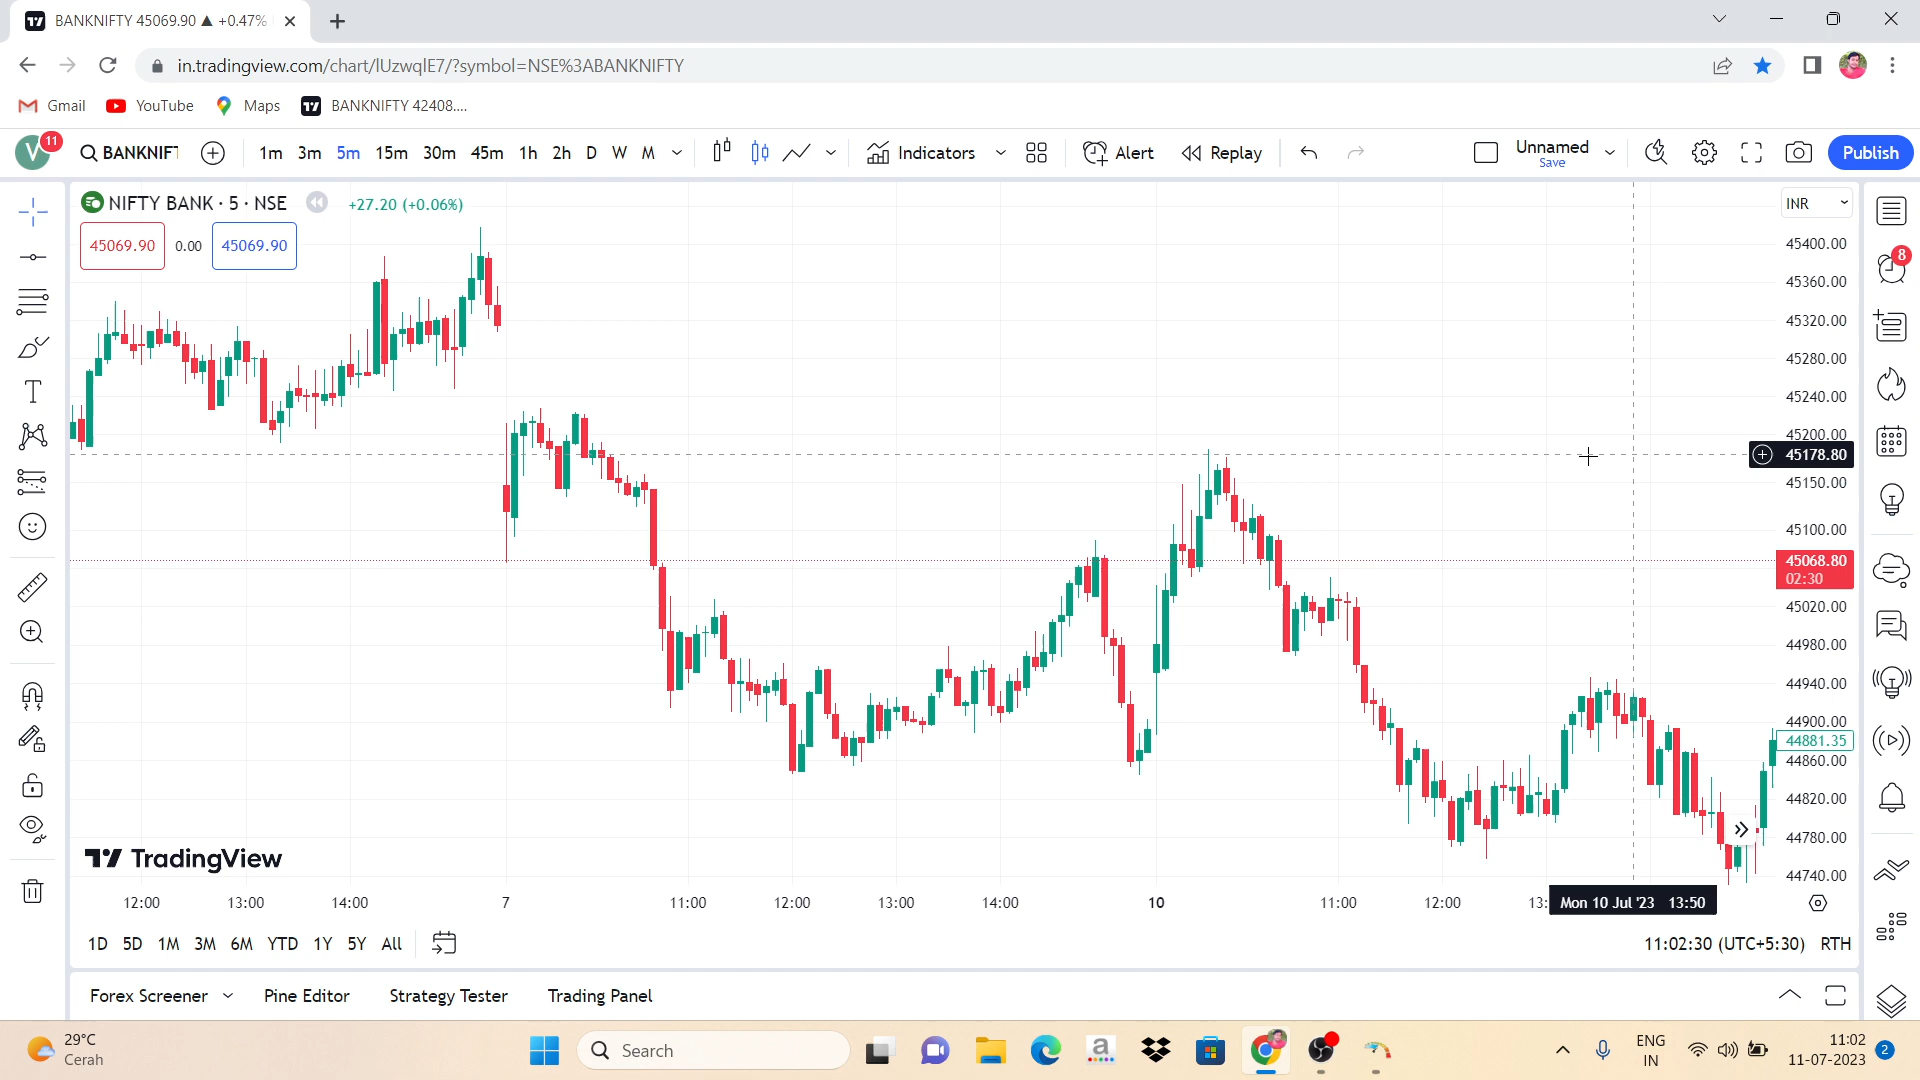 BANKNIFTY 45069.90 ▲ +0.47%
in.tradingview.com/chart/lUzwqlE7/?symbol=NSE%3ABANKNIFTY
Gmail YouTube Maps BANKNIFTY 42408....
V 11 BANKNIFT 1m 3m 5m 15m 30m 45m 1h 2h D W M Indicators Alert Replay Unnamed Publish
Save
NIFTY BANK · 5 · NSE +27.20 (+0.06%) INR
45069.90 0.00 45069.90
45400.00
8
45360.00
45320.00
45280.00
45240.00
45200.00
45178.80
45150.00
45100.00
45068.80
02:30
45020.00
44980.00
44940.00
44900.00
44881.35
44860.00
44820.00
44780.00
44740.00
TradingView
12:00 13:00 14:00 7 11:00 12:00 13:00 14:00 10 11:00 12:00 13: Mon 10 Jul '23 13:50
1D 5D 1M 3M 6M YTD 1Y 5Y All 11:02:30 (UTC+5:30) RTH
Forex Screener Pine Editor Strategy Tester Trading Panel
29°C
Cerah
Search
ENG
IN
11:02
11-07-2023
2